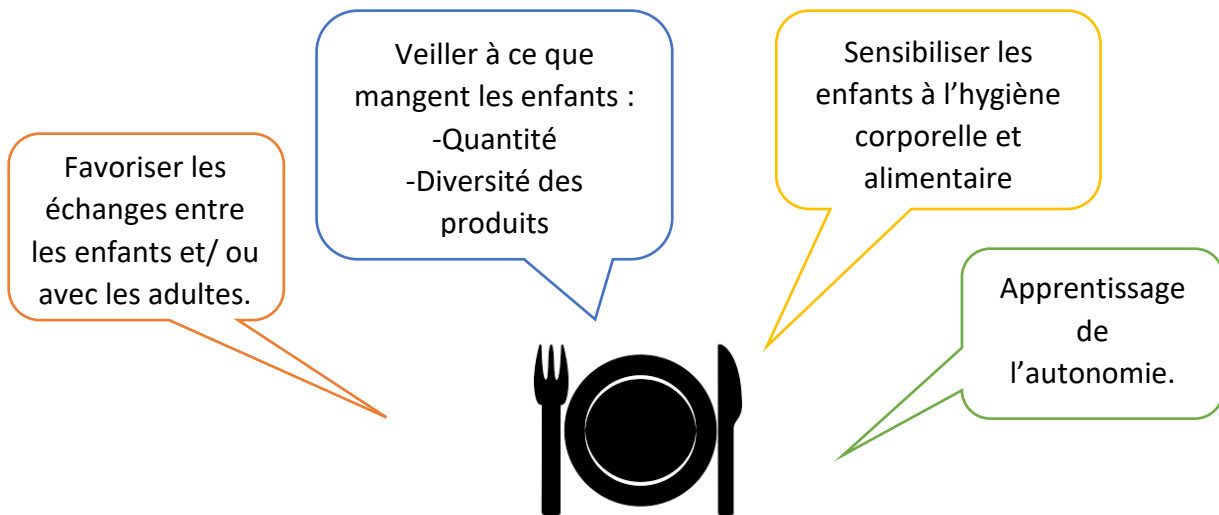 Favoriser les
échanges entre
les enfants et/ ou
avec les adultes.
Veiller à ce que
mangent les enfants :
-Quantité
-Diversité des
produits
Sensibiliser les
enfants à l’hygiène
corporelle et
alimentaire
Apprentissage
de
l’autonomie.